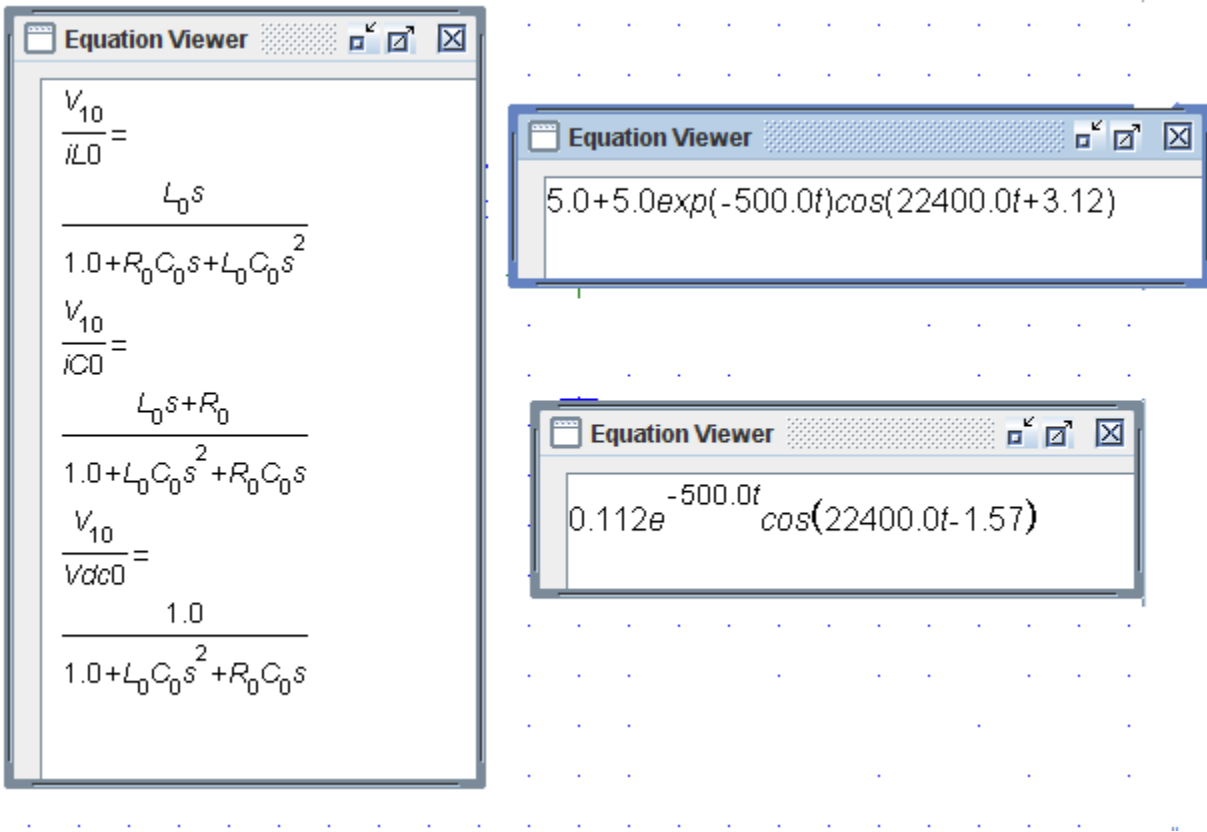 Equation Viewer
V10
iL0
=
L0s
1.0+R0C0s+L0C0s2
V10
iC0
=
L0s+R0
1.0+L0C0s2+R0C0s
V10
Vdc0
=
1.0
1.0+L0C0s2+R0C0s
Equation Viewer
5.0+5.0exp(-500.0t)cos(22400.0t+3.12)
Equation Viewer
0.112e-500.0tcos(22400.0t-1.57)